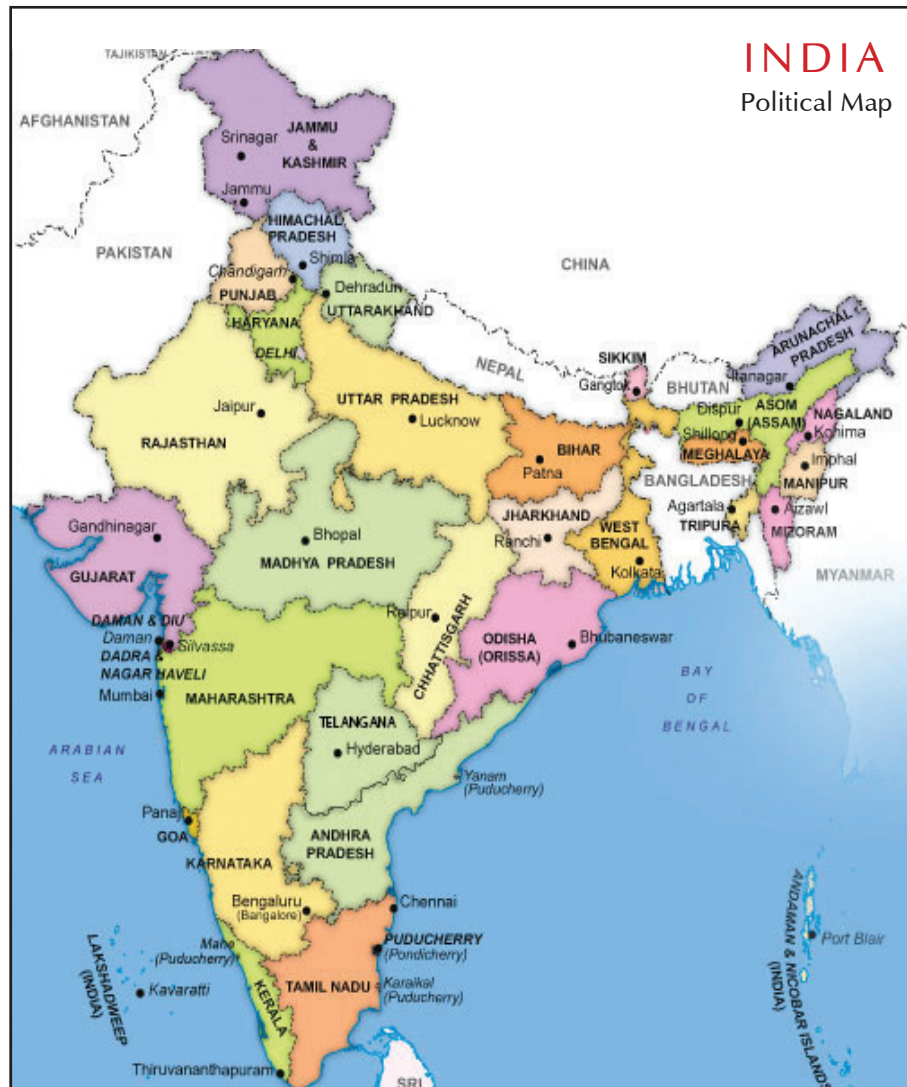 INDIA
Political Map
TAJIKISTAN
AFGHANISTAN
Srinagar
JAMMU
&
KASHMIR
Jammu
HIMACHAL
PRADESH
PAKISTAN
Shimla
CHINA
Chandigarh
PUNJAB
Dehradun
UTTARAKHAND
HARYANA
DELHI
ARUNACHAL
PRADESH
SIKKIM
NEPAL
Gangtok
BHUTAN
Itanagar
UTTAR PRADESH
Jaipur
Lucknow
Dispur
ASOM
(ASSAM)
NAGALAND
RAJASTHAN
Shillong
Kohima
BIHAR
MEGHALAYA
Patna
Imphal
BANGLADESH
MANIPUR
Gandhinagar
JHARKHAND
Agartala
Aizawl
Bhopal
WEST
BENGAL
TRIPURA
MIZORAM
Ranchi
MADHYA PRADESH
GUJARAT
Kolkata
MYANMAR
DAMAN & DIU
Raipur
CHHATTISGARH
Daman
Silvassa
ODISHA
(ORISSA)
Bhubaneswar
DADRA &
NAGAR HAVELI
BAY
OF
BENGAL
Mumbai
MAHARASHTRA
TELANGANA
ARABIAN
SEA
Hyderabad
Yanam
(Puducherry)
Panaji
GOA
ANDHRA
PRADESH
KARNATAKA
Bengaluru
(Bangalore)
Chennai
LAKSHADWEEP
(INDIA)
Mahe
(Puducherry)
PUDUCHERRY
(Pondicherry)
ANDAMAN & NICOBAR ISLAND
(INDIA)
Port Blair
Kavaratti
KERALA
TAMIL NADU
Karaikal
(Puducherry)
Thiruvananthapuram
SRI